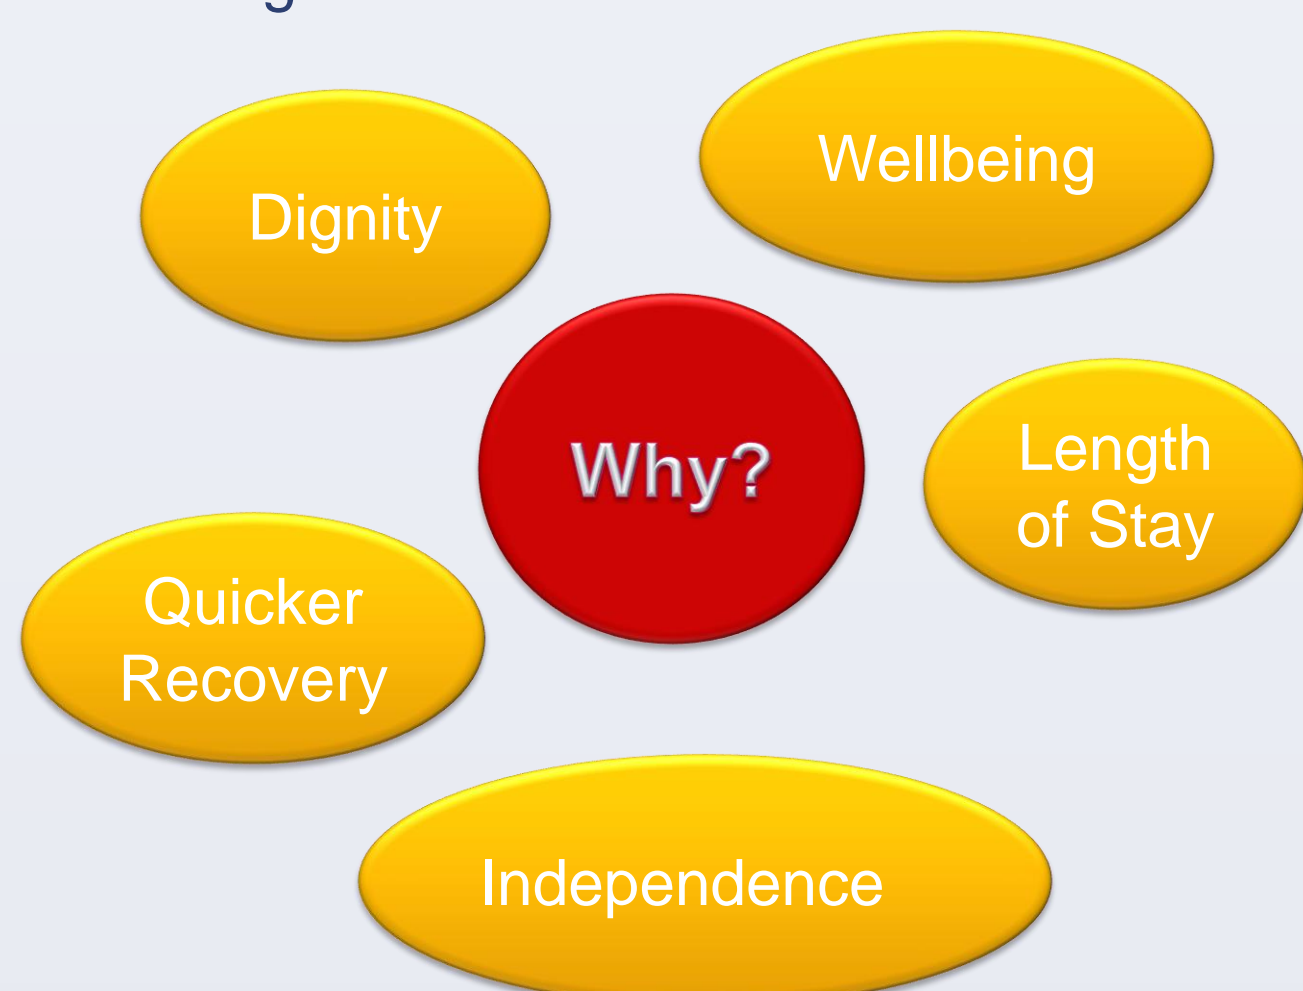 Dignity
Wellbeing
Why?
Length
of Stay
Quicker
Recovery
Independence